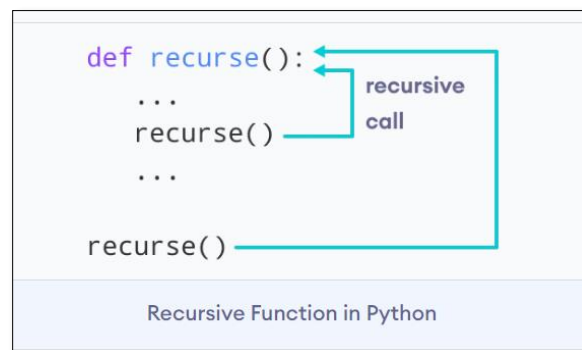 def recurse():
...
recursive
call
recurse()
...
recurse()
Recursive Function in Python